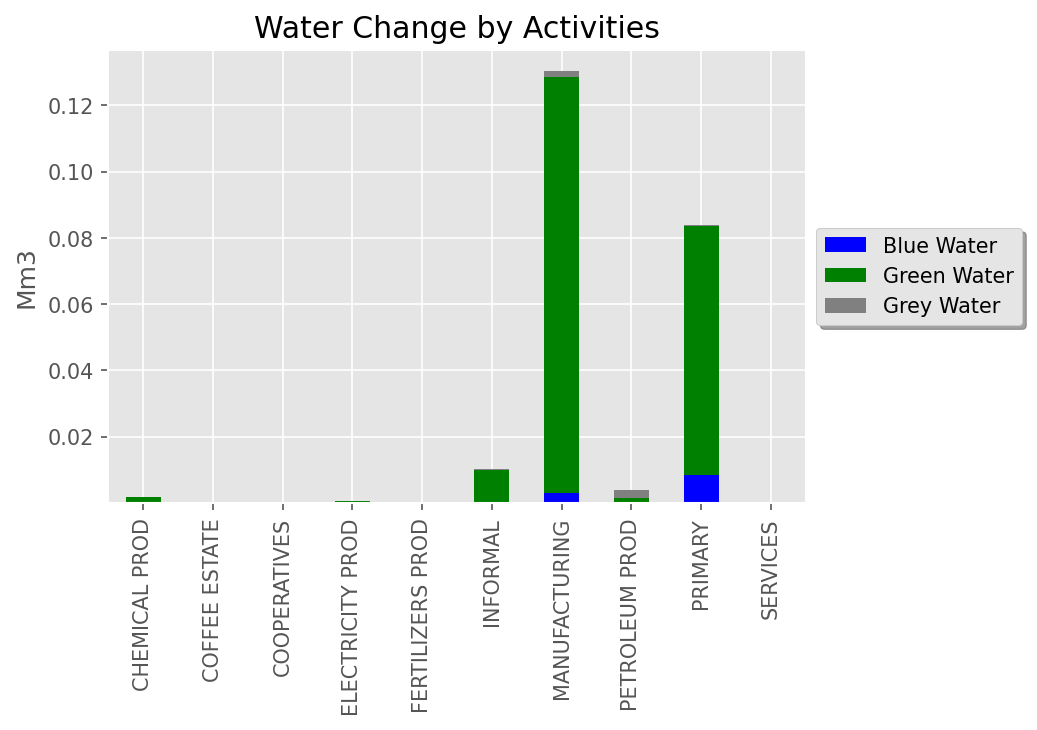 Water Change by Activities
Mm3
0.12
0.10
0.08
0.06
0.04
0.02
CHEMICAL PROD
COFFEE ESTATE
COOPERATIVES
ELECTRICITY PROD
FERTILIZERS PROD
INFORMAL
MANUFACTURING
PETROLEUM PROD
PRIMARY
SERVICES
Blue Water
Green Water
Grey Water